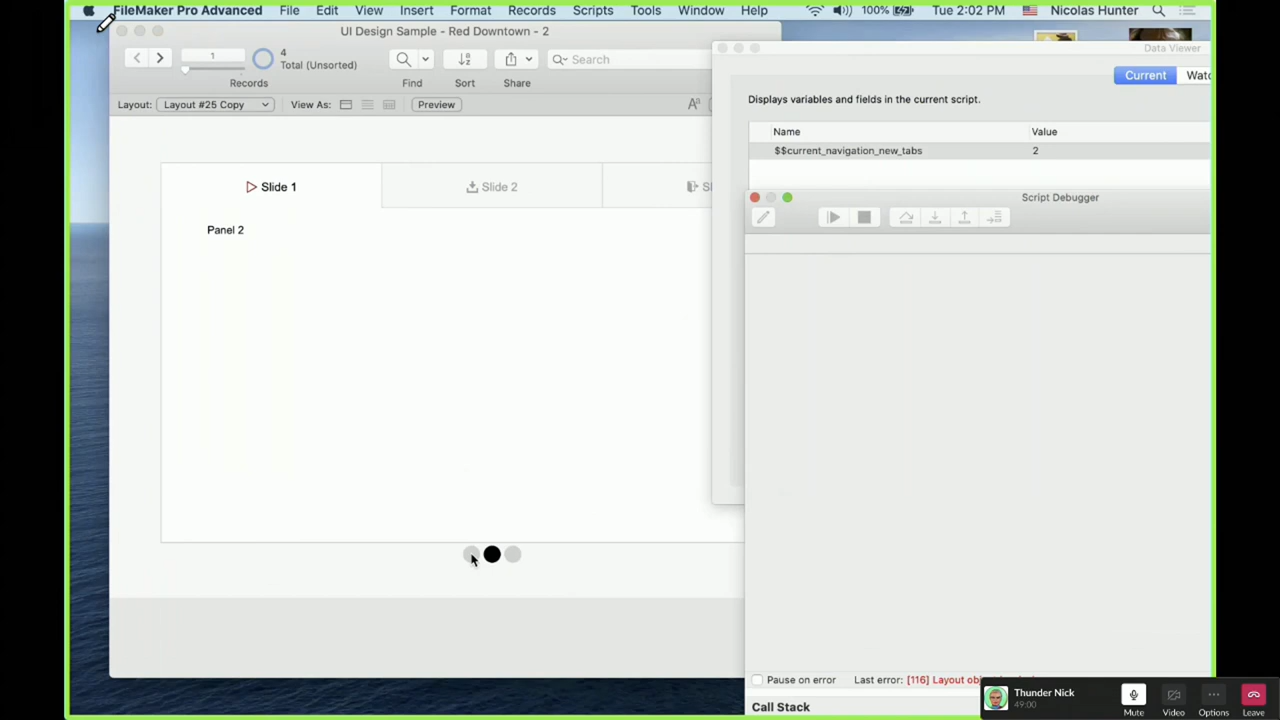 FileMaker Pro Advanced File Edit View Insert Format Records Scripts Tools Window Help 100% Tue 2:02 PM Nicolas Hunter
UI Design Sample - Red Downtown - 2
Data Viewer
1
4
Total (Unsorted)
Search
Current
Records
Find
Sort
Share
Displays variables and fields in the current script.
Layout: Layout #25 Copy View As: Preview
Name Value
$$current_navigation_new_tabs 2
Slide 1
Slide 2
Script Debugger
Panel 2
Pause on error Last error: [116] Layout
Call Stack
Thunder Nick
49:00
Mute Video Options Leave